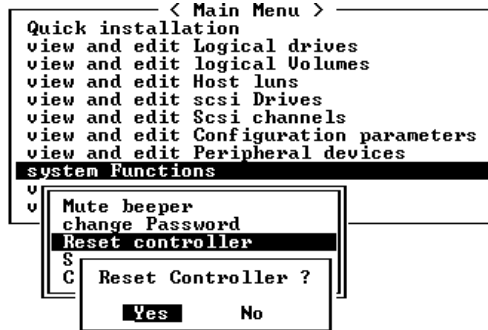 < Main Menu >
Quick installation
view and edit Logical drives
view and edit logical Volumes
view and edit Host luns
view and edit scsi Drives
view and edit Scsi channels
view and edit Configuration parameters
view and edit Peripheral devices
system Functions
v
v
Mute beeper
change Password
Reset controller
S
C
Reset Controller ?
Yes No